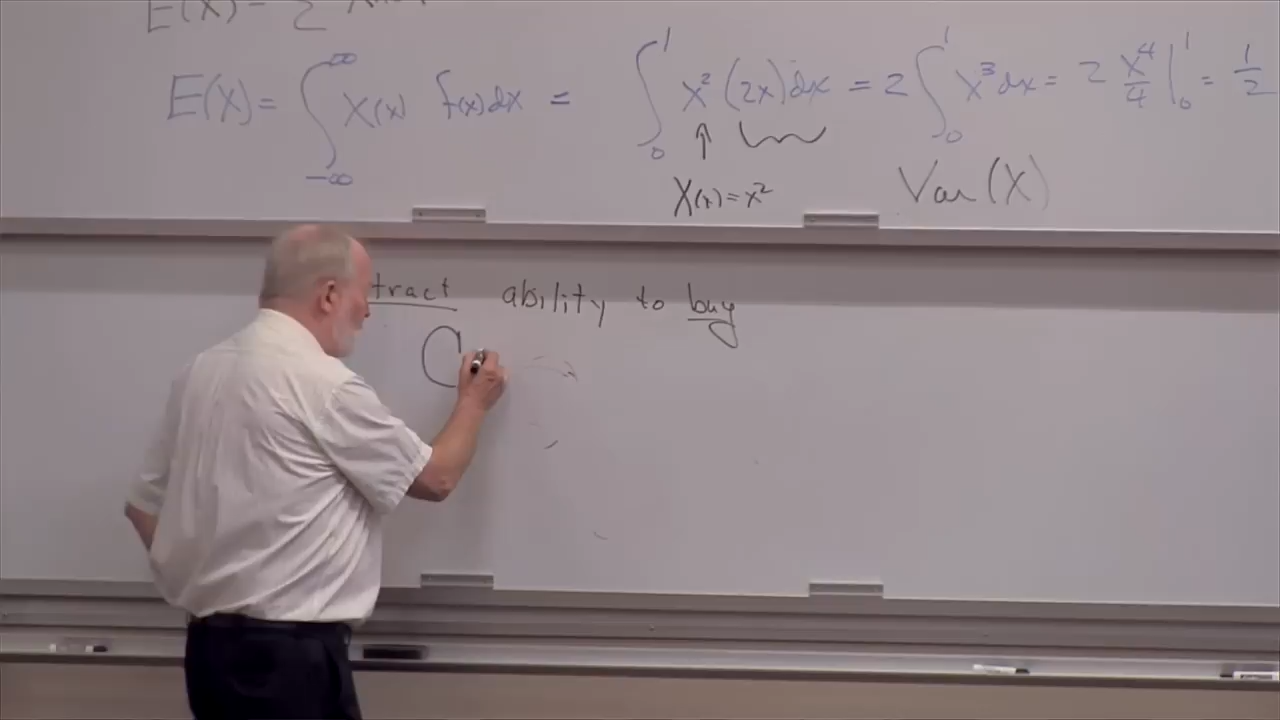 E(X) = Σ
E(X) = ∫_{-∞}^{∞} X(x) f(x)dx = ∫_0^1 x² (2x)dx = 2 ∫_0^1 x³ dx = 2 x⁴/4 |_0^1 = 1/2
X(x) = x²
Var(X)
tract ability to buy
C